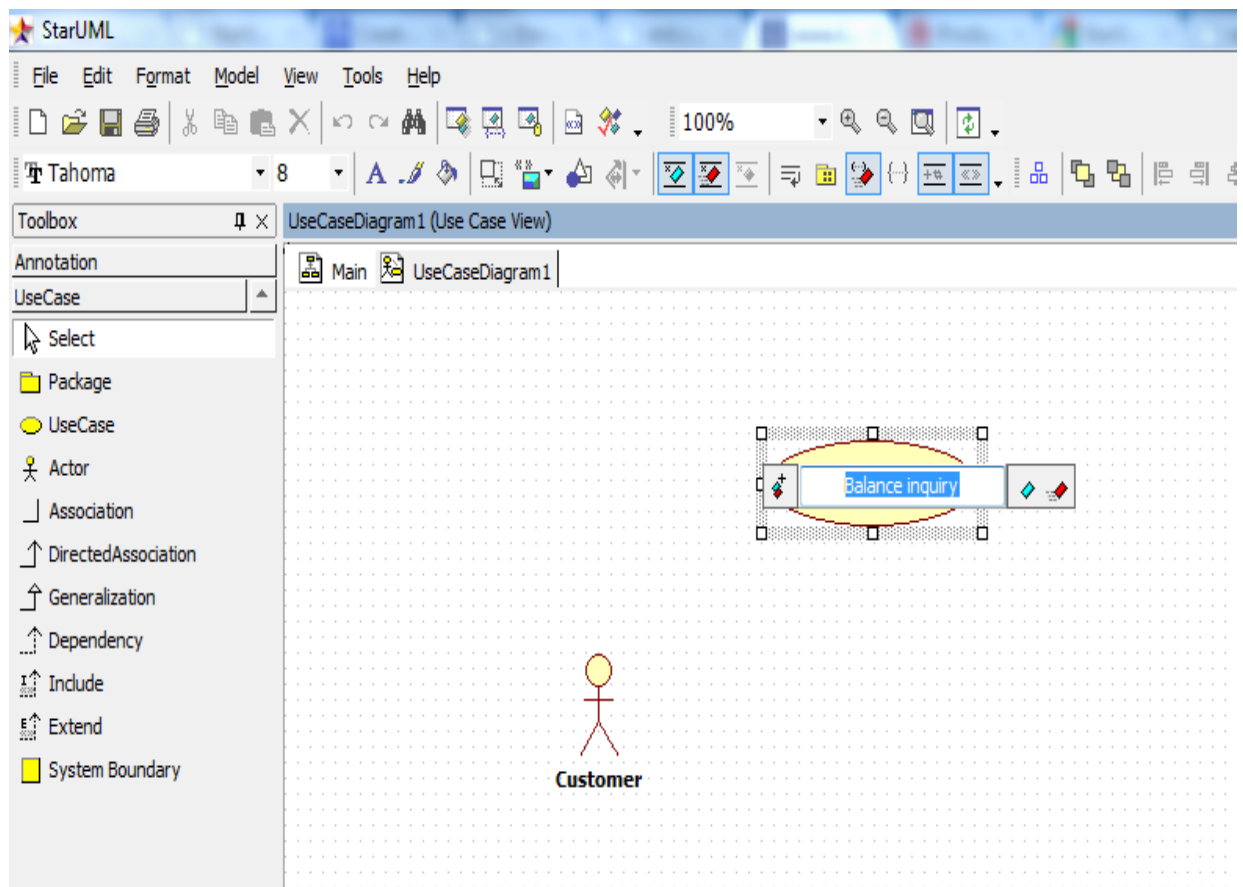 StarUML
File Edit Format Model View Tools Help
100%
Tahoma 8
Toolbox
UseCaseDiagram1 (Use Case View)
Annotation
Main UseCaseDiagram1
UseCase
Select
Package
UseCase
Actor
Association
DirectedAssociation
Generalization
Dependency
Include
Extend
System Boundary
Balance inquiry
Customer